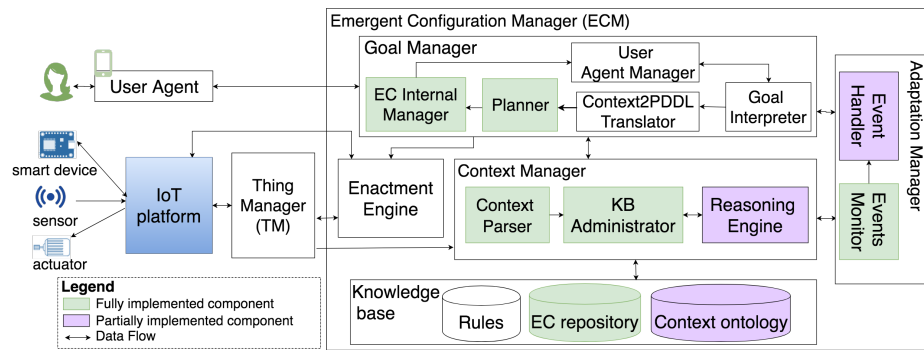 Emergent Configuration Manager (ECM)
Goal Manager
User
Agent Manager
User Agent
EC Internal
Manager
Planner
Context2PDDL
Translator
Goal
Interpreter
Event
Handler
Events
Monitor
Adaptation Manager
smart device
sensor
actuator
IoT
platform
Thing
Manager
(TM)
Enactment
Engine
Context Manager
Context
Parser
KB
Administrator
Reasoning
Engine
Knowledge
base
Rules
EC repository
Context ontology
Legend
Fully implemented component
Partially implemented component
Data Flow